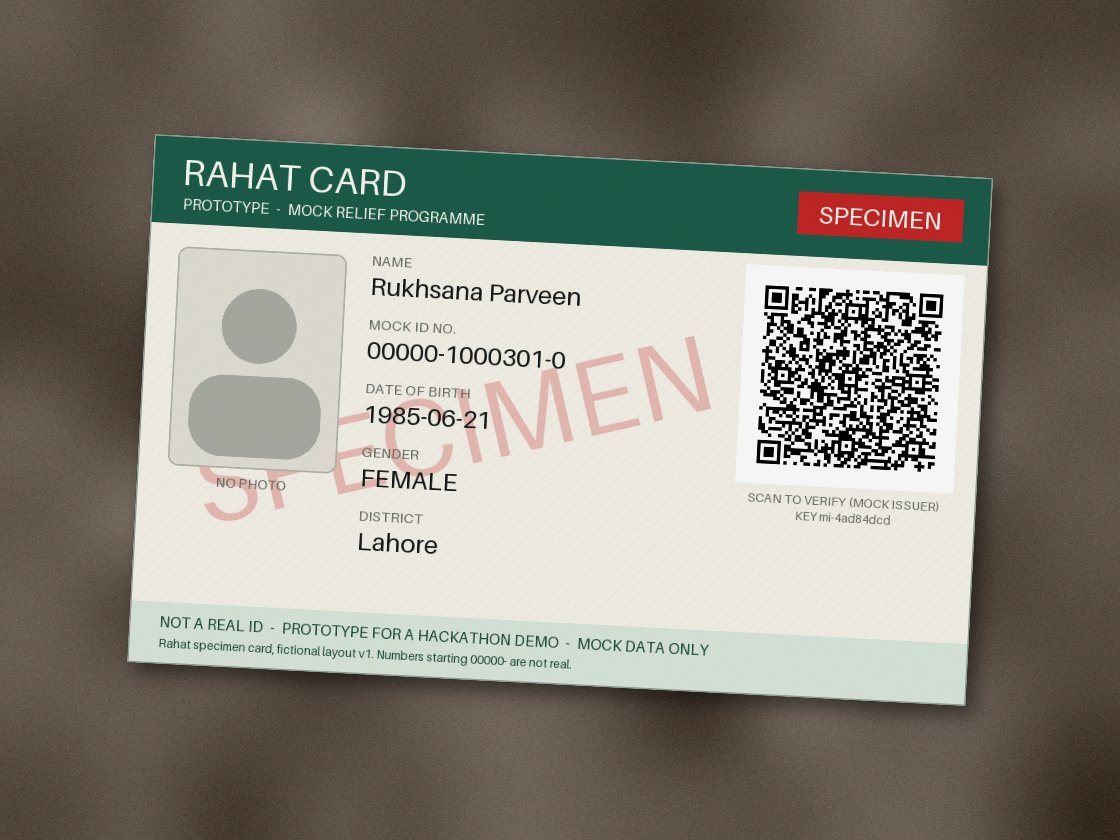 RAHAT CARD
PROTOTYPE - MOCK RELIEF PROGRAMME
SPECIMEN
NAME
Rukhsana Parveen
MOCK ID NO.
00000-1000301-0
DATE OF BIRTH
1985-06-21
GENDER
FEMALE
DISTRICT
Lahore
NO PHOTO
SPECIMEN
SCAN TO VERIFY (MOCK ISSUER)
KEY mi-4ad84dcd
NOT A REAL ID - PROTOTYPE FOR A HACKATHON DEMO - MOCK DATA ONLY
Rahat specimen card, fictional layout v1. Numbers starting 00000- are not real.